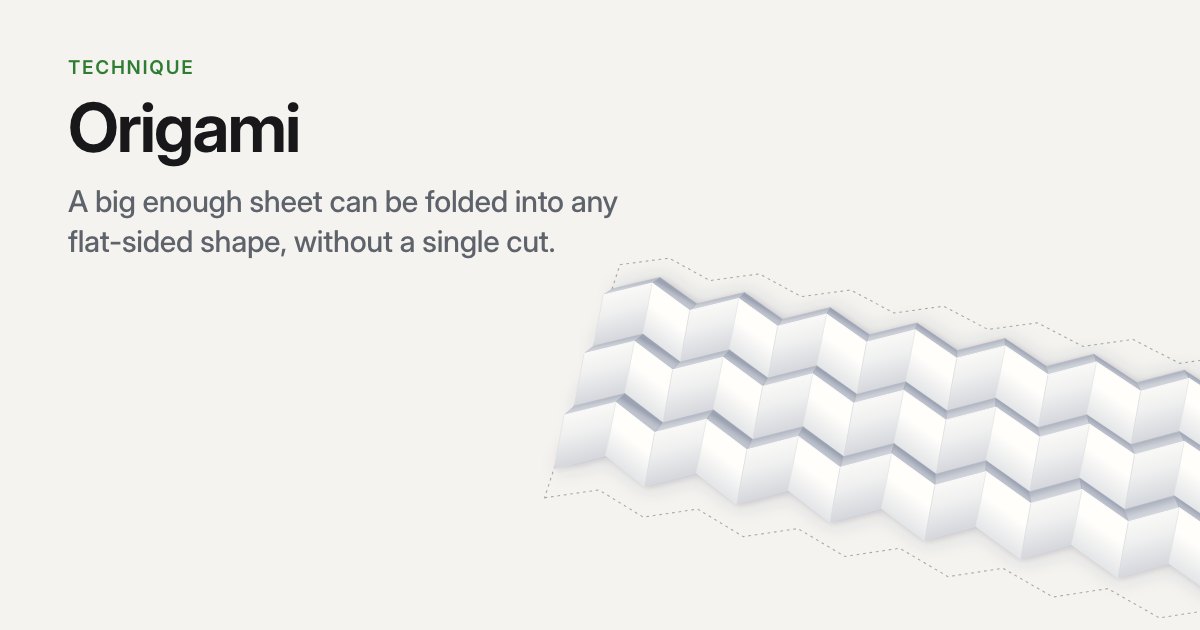 TECHNIQUE
Origami
A big enough sheet can be folded into any
flat-sided shape, without a single cut.